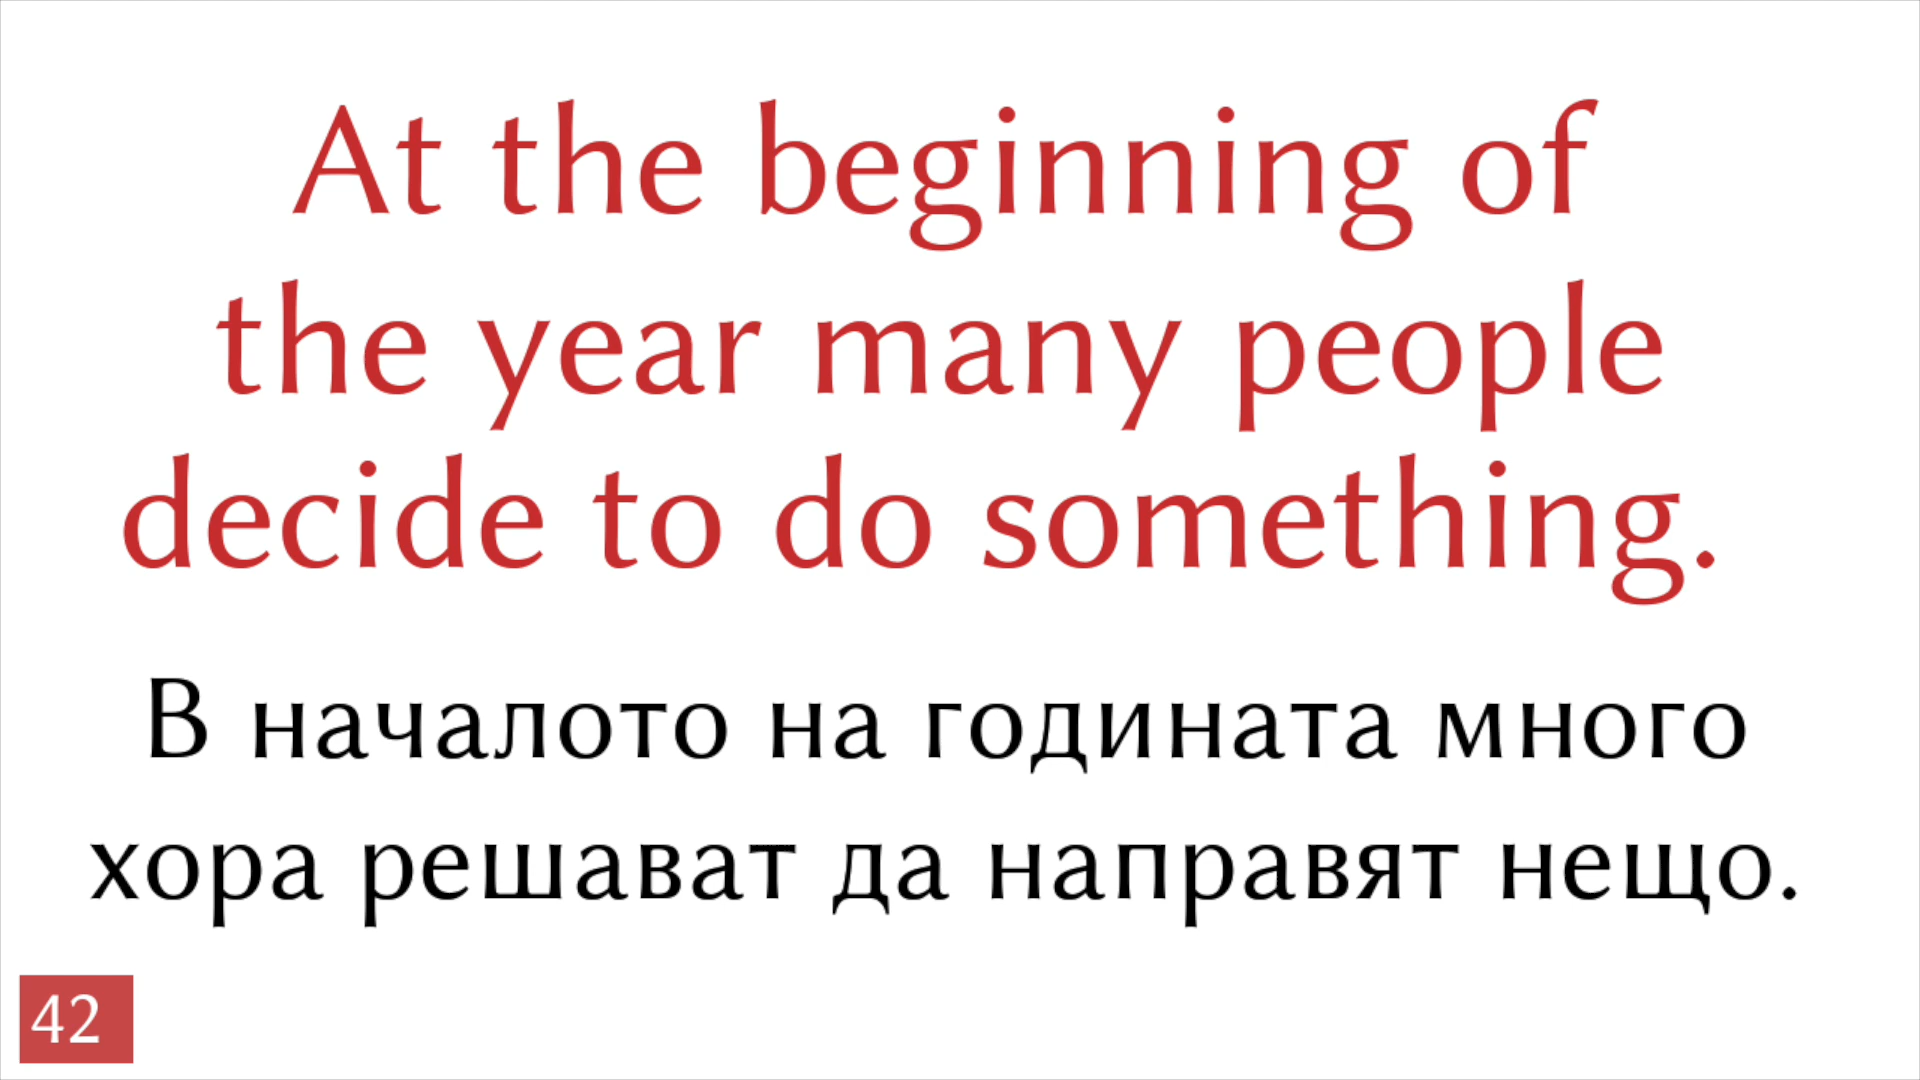 At the beginning of
the year many people
decide to do something.
В началото на годината много
хора решават да направят нещо.
42